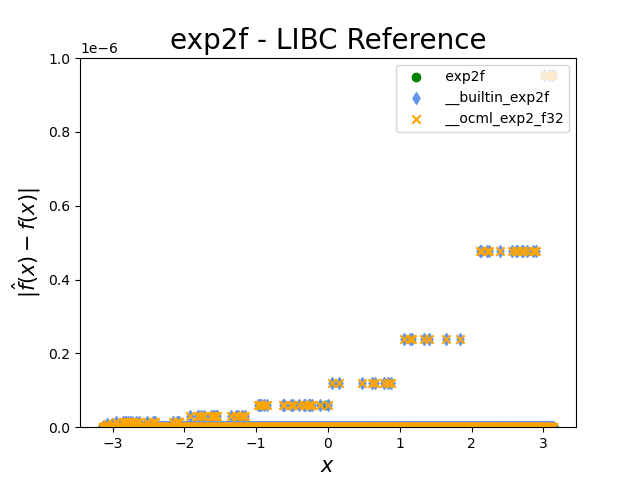 exp2f - LIBC Reference
1e−6
1.0
0.8
0.6
0.4
0.2
0.0
|f̂(x) − f(x)|
exp2f
__builtin_exp2f
__ocml_exp2_f32
−3
−2
−1
0
1
2
3
x